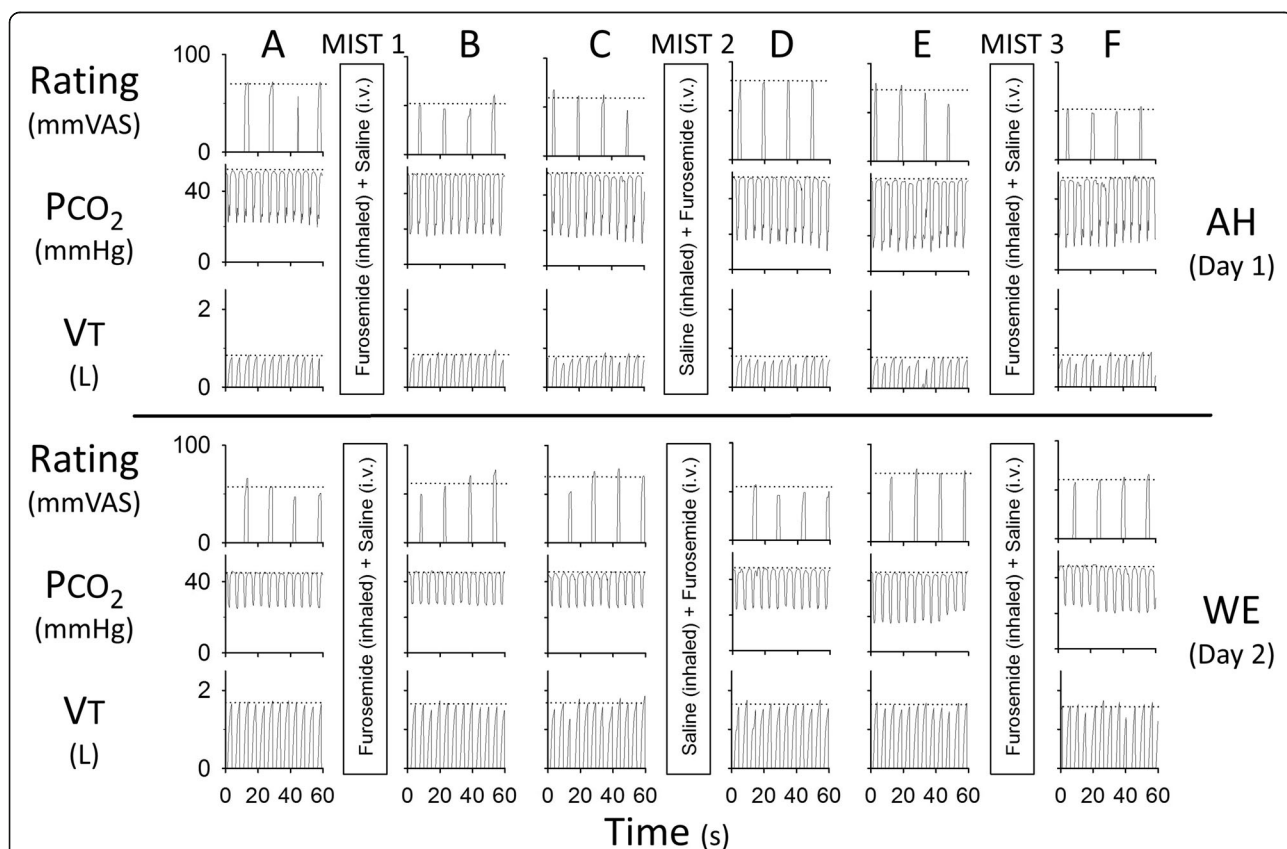 A MIST 1 B C MIST 2 D E MIST 3 F
100
Rating
(mmVAS)
0
PCO2
(mmHg)
40
0
VT
(L)
2
0
Furosemide (inhaled) + Saline (i.v.)
Saline (inhaled) + Furosemide (i.v.)
Furosemide (inhaled) + Saline (i.v.)
AH
(Day 1)
100
Rating
(mmVAS)
0
PCO2
(mmHg)
40
0
VT
(L)
2
0
Furosemide (inhaled) + Saline (i.v.)
Saline (inhaled) + Furosemide (i.v.)
Furosemide (inhaled) + Saline (i.v.)
WE
(Day 2)
0 20 40 60 0 20 40 60 0 20 40 60 0 20 40 60 0 20 40 60 0 20 40 60
Time (s)